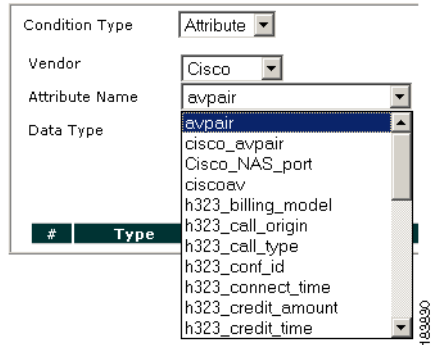 Condition Type Attribute
Vendor Cisco
Attribute Name avpair
Data Type
avpair
cisco_avpair
Cisco_NAS_port
ciscoav
h323_billing_model
h323_call_origin
h323_call_type
h323_conf_id
h323_connect_time
h323_credit_amount
h323_credit_time
# Type
183830